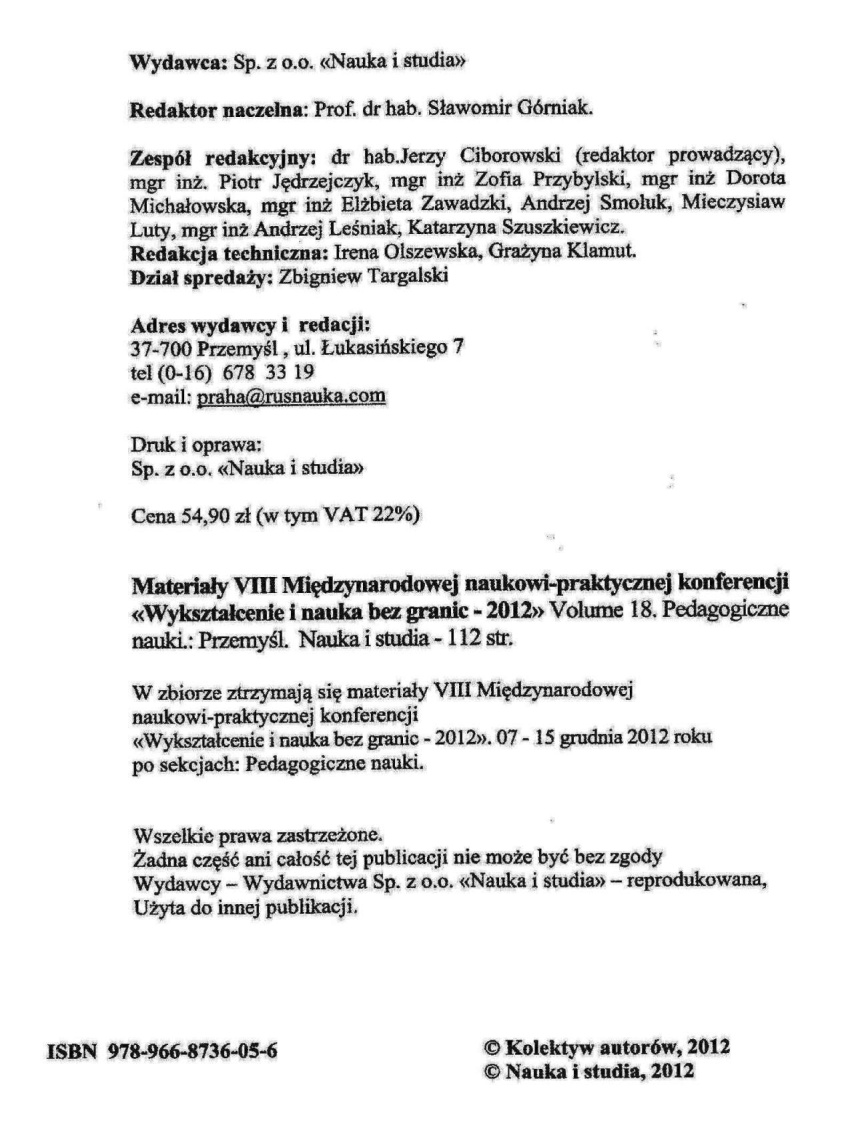 Wydawca: Sp. z o.o. «Nauka i studia»
Redaktor naczelna: Prof. dr hab. Sławomir Górniak.
Zespół redakcyjny: dr hab.Jerzy Ciborowski (redaktor prowadzący),
mgr inż. Piotr Jędrzejczyk, mgr inż Zofia Przybylski, mgr inż Dorota
Michałowska, mgr inż Elżbieta Zawadzki, Andrzej Smoluk, Mieczysiaw
Luty, mgr inż Andrzej Leśniak, Katarzyna Szuszkiewicz.
Redakcja techniczna: Irena Olszewska, Grażyna Klamut.
Dział spredaży: Zbigniew Targalski
Adres wydawcy i redacji:
37-700 Przemyśl , ul. Łukasińskiego 7
tel (0-16) 678 33 19
e-mail: praha@rusnauka.com
Druk i oprawa:
Sp. z o.o. «Nauka i studia»
Cena 54,90 zł (w tym VAT 22%)
Materiały VIII Międzynarodowej naukowi-praktycznej konferencji
«Wykształcenie i nauka bez granic - 2012» Volume 18. Pedagogiczne
nauki.: Przemyśl. Nauka i studia - 112 str.
W zbiorze ztrzymają się materiały VIII Międzynarodowej
naukowi-praktycznej konferencji
«Wykształcenie i nauka bez granic - 2012». 07 - 15 grudnia 2012 roku
po sekcjach: Pedagogiczne nauki.
Wszelkie prawa zastrzeżone.
Żadna część ani całość tej publicacji nie może być bez zgody
Wydawcy – Wydawnictwa Sp. z o.o. «Nauka i studia» – reprodukowana,
Użyta do innej publikacji.
ISBN 978-966-8736-05-6
© Kolektyw autorów, 2012
© Nauka i studia, 2012